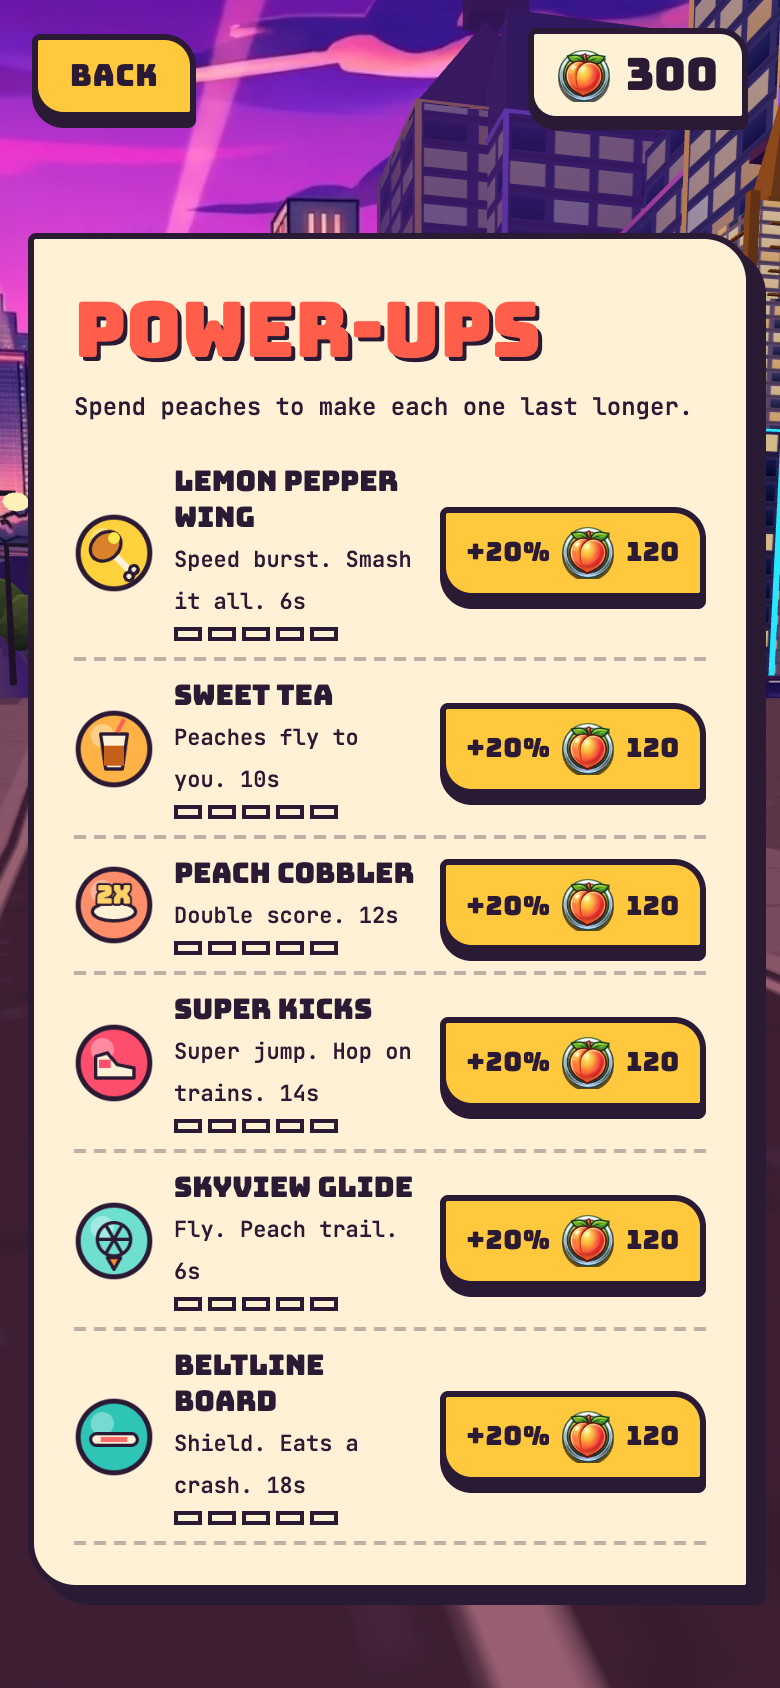 BACK
300
POWER-UPS
Spend peaches to make each one last longer.
LEMON PEPPER
WING
Speed burst. Smash
it all. 6s
+20% 120
SWEET TEA
Peaches fly to
you. 10s
+20% 120
2X
PEACH COBBLER
Double score. 12s
+20% 120
SUPER KICKS
Super jump. Hop on
trains. 14s
+20% 120
SKYVIEW GLIDE
Fly. Peach trail.
6s
+20% 120
BELTLINE
BOARD
Shield. Eats a
crash. 18s
+20% 120